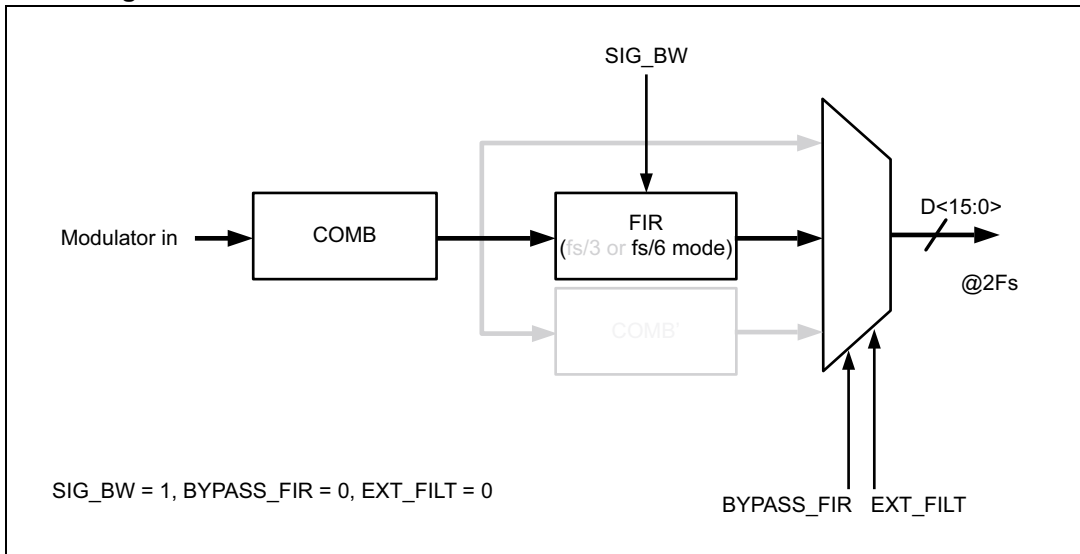 SIG_BW
Modulator in
COMB
FIR
(fs/3 or fs/6 mode)
COMB'
D<15:0>
@2Fs
SIG_BW = 1, BYPASS_FIR = 0, EXT_FILT = 0
BYPASS_FIR EXT_FILT